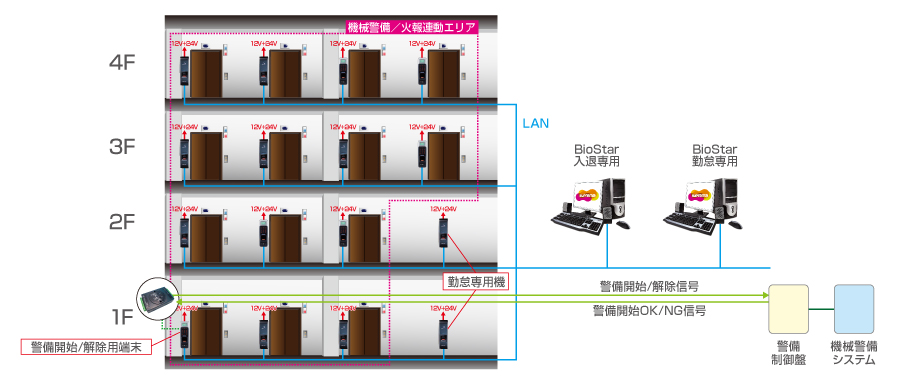 機械警備／火報連動エリア
4F
12V+24V
12V+24V
12V+24V
12V+24V
LAN
3F
12V+24V
12V+24V
12V+24V
12V+24V
BioStar
入退専用
BioStar
勤怠専用
2F
12V+24V
12V+24V
12V+24V
12V+24V
勤怠専用機
警備開始/解除信号
警備開始OK/NG信号
1F
12V+24V
12V+24V
12V+24V
警備開始/解除用端末
警備
制御盤
機械警備
システム